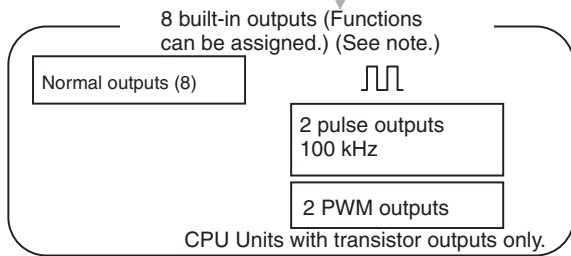 8 built-in outputs (Functions
can be assigned.) (See note.)
Normal outputs (8)
2 pulse outputs
100 kHz
2 PWM outputs
CPU Units with transistor outputs only.